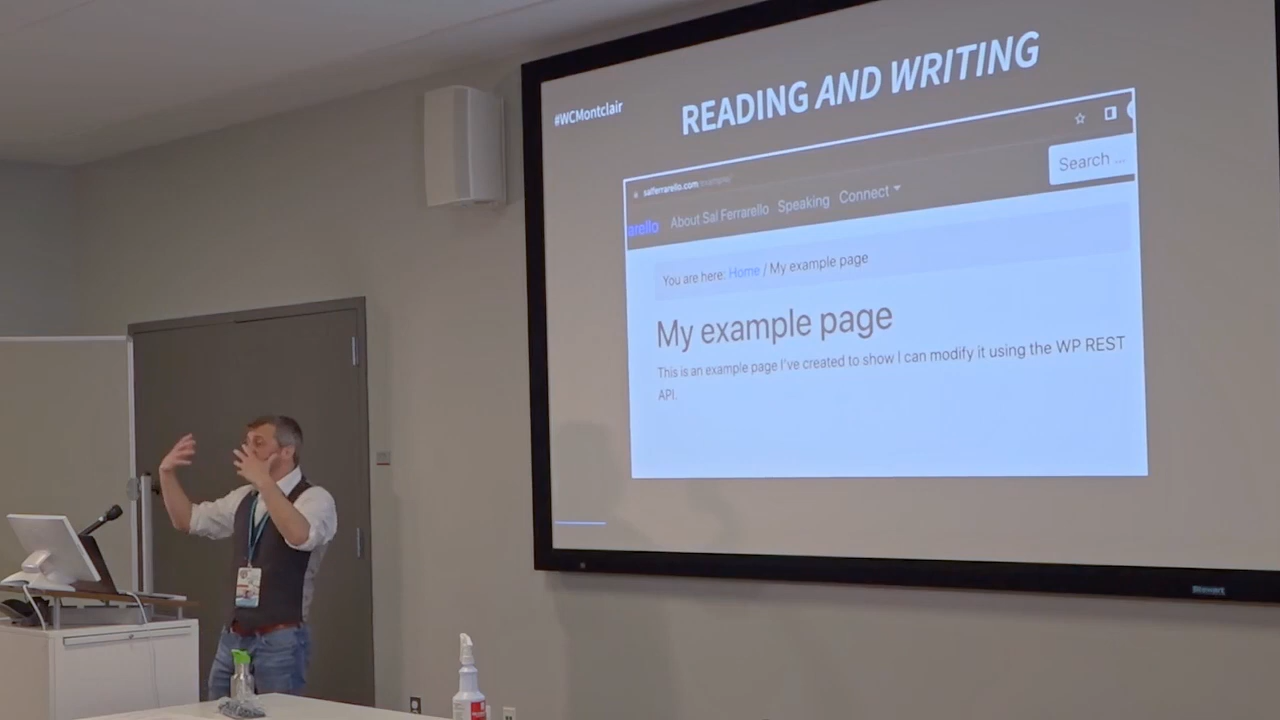 #WCMontclair
READING AND WRITING
salferrarello.com/example/
Search ...
arello About Sal Ferrarello Speaking Connect
You are here: Home / My example page
My example page
This is an example page I've created to show I can modify it using the WP REST
API.
Stewart